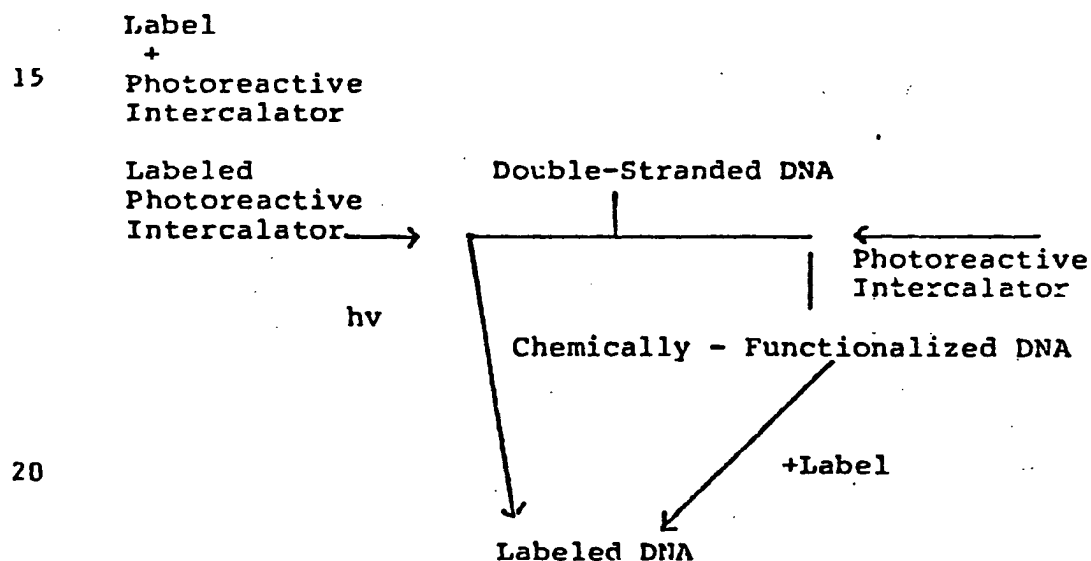 Label
+
15
Photoreactive
Intercalator
Labeled
Photoreactive
Intercalator
Double-Stranded DNA
Photoreactive
Intercalator
hv
Chemically - Functionalized DNA
20
+Label
Labeled DNA